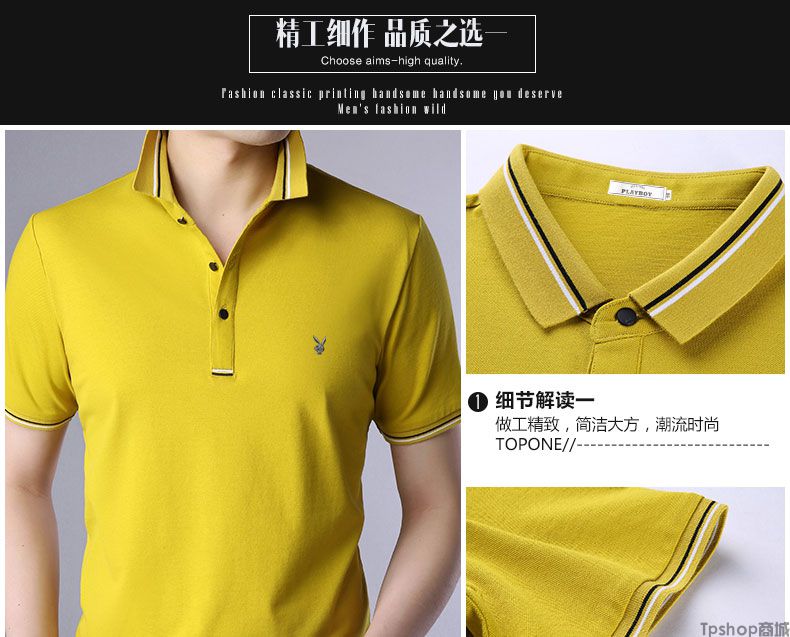 精工细作 品质之选一
Choose aims-high quality.
Fashion classic printing handsome handsome you deserve
Men's fashion wild
PLAYBOY
❶ 细节解读一
做工精致，简洁大方，潮流时尚
TOPONE//----------------------------
Tpshop商城